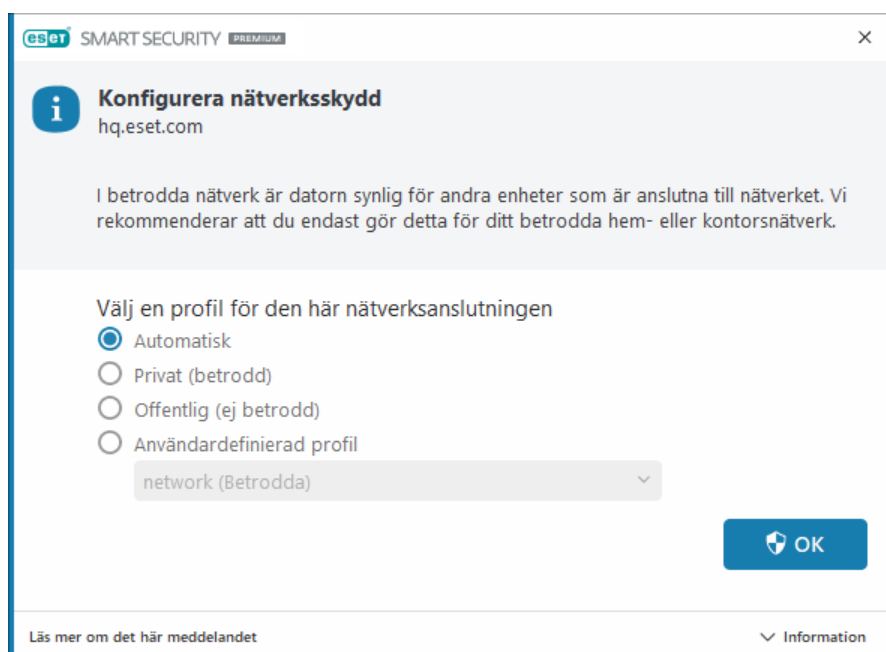 eset SMART SECURITY PREMIUM
Konfigurera nätverksskydd
hq.eset.com
I betrodda nätverk är datorn synlig för andra enheter som är anslutna till nätverket. Vi
rekommenderar att du endast gör detta för ditt betrodda hem- eller kontorsnätverk.
Välj en profil för den här nätverksanslutningen
Automatisk
Privat (betrodd)
Offentlig (ej betrodd)
Användardefinierad profil
network (Betrodda)
OK
Läs mer om det här meddelandet
Information